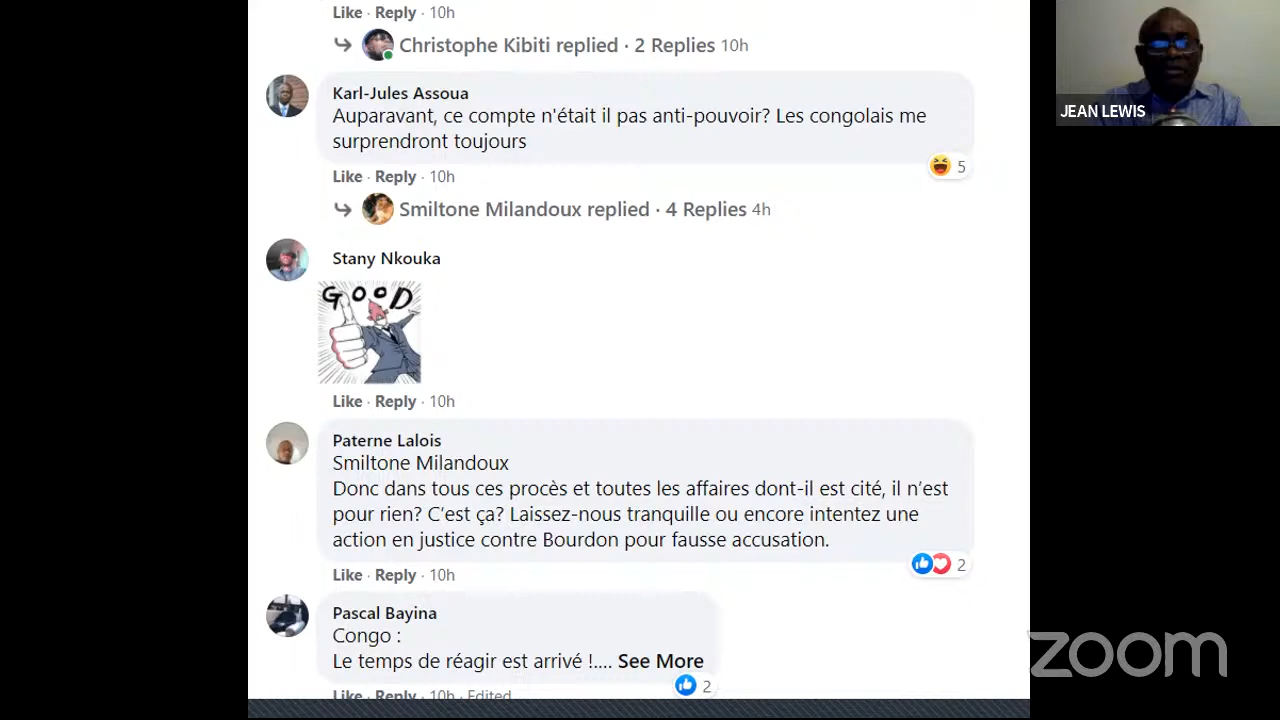 Like · Reply · 10h
Christophe Kibiti replied · 2 Replies 10h
JEAN LEWIS
Karl-Jules Assoua
Auparavant, ce compte n'était il pas anti-pouvoir? Les congolais me
surprendront toujours
5
Like · Reply · 10h
Smiltone Milandoux replied · 4 Replies 4h
Stany Nkouka
GOOD
Like · Reply · 10h
Paterne Lalois
Smiltone Milandoux
Donc dans tous ces procès et toutes les affaires dont-il est cité, il n’est
pour rien? C’est ça? Laissez-nous tranquille ou encore intentez une
action en justice contre Bourdon pour fausse accusation.
2
Like · Reply · 10h
Pascal Bayina
Congo :
Le temps de réagir est arrivé !.... See More
2
Like · Reply · 10h · Edited
zoom